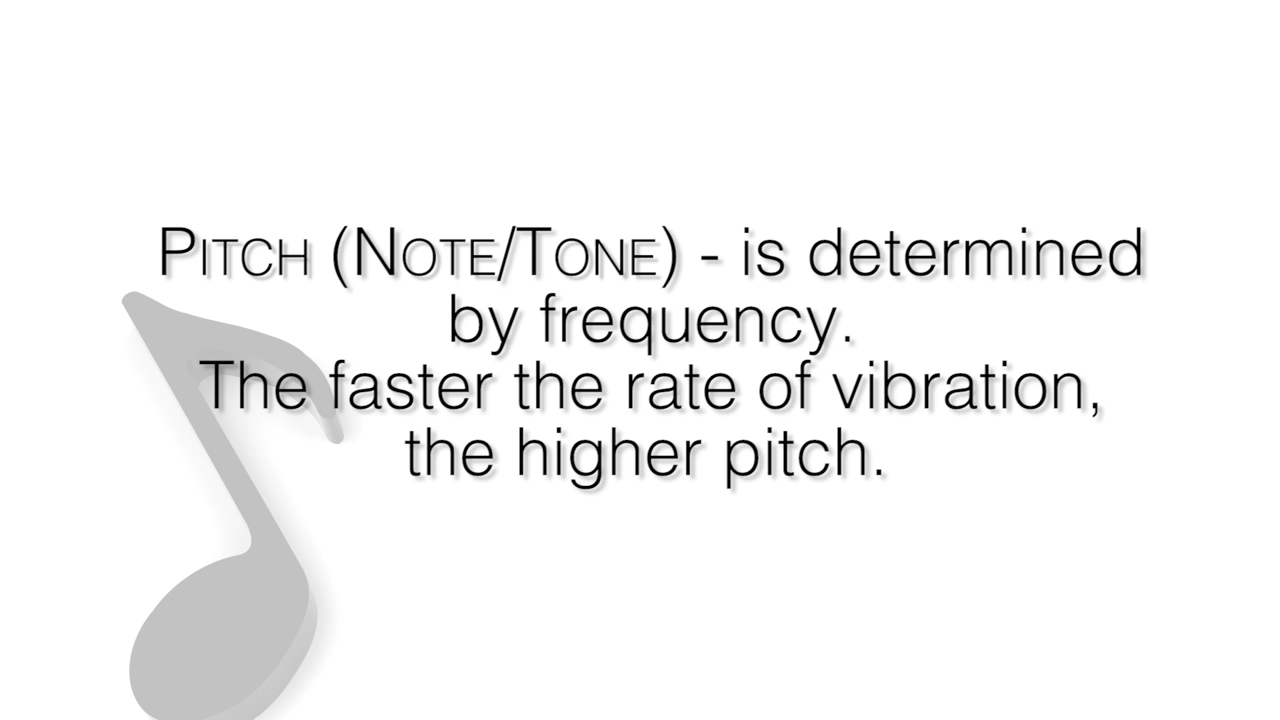 Pitch (Note/Tone) - is determined
by frequency.
The faster the rate of vibration,
the higher pitch.